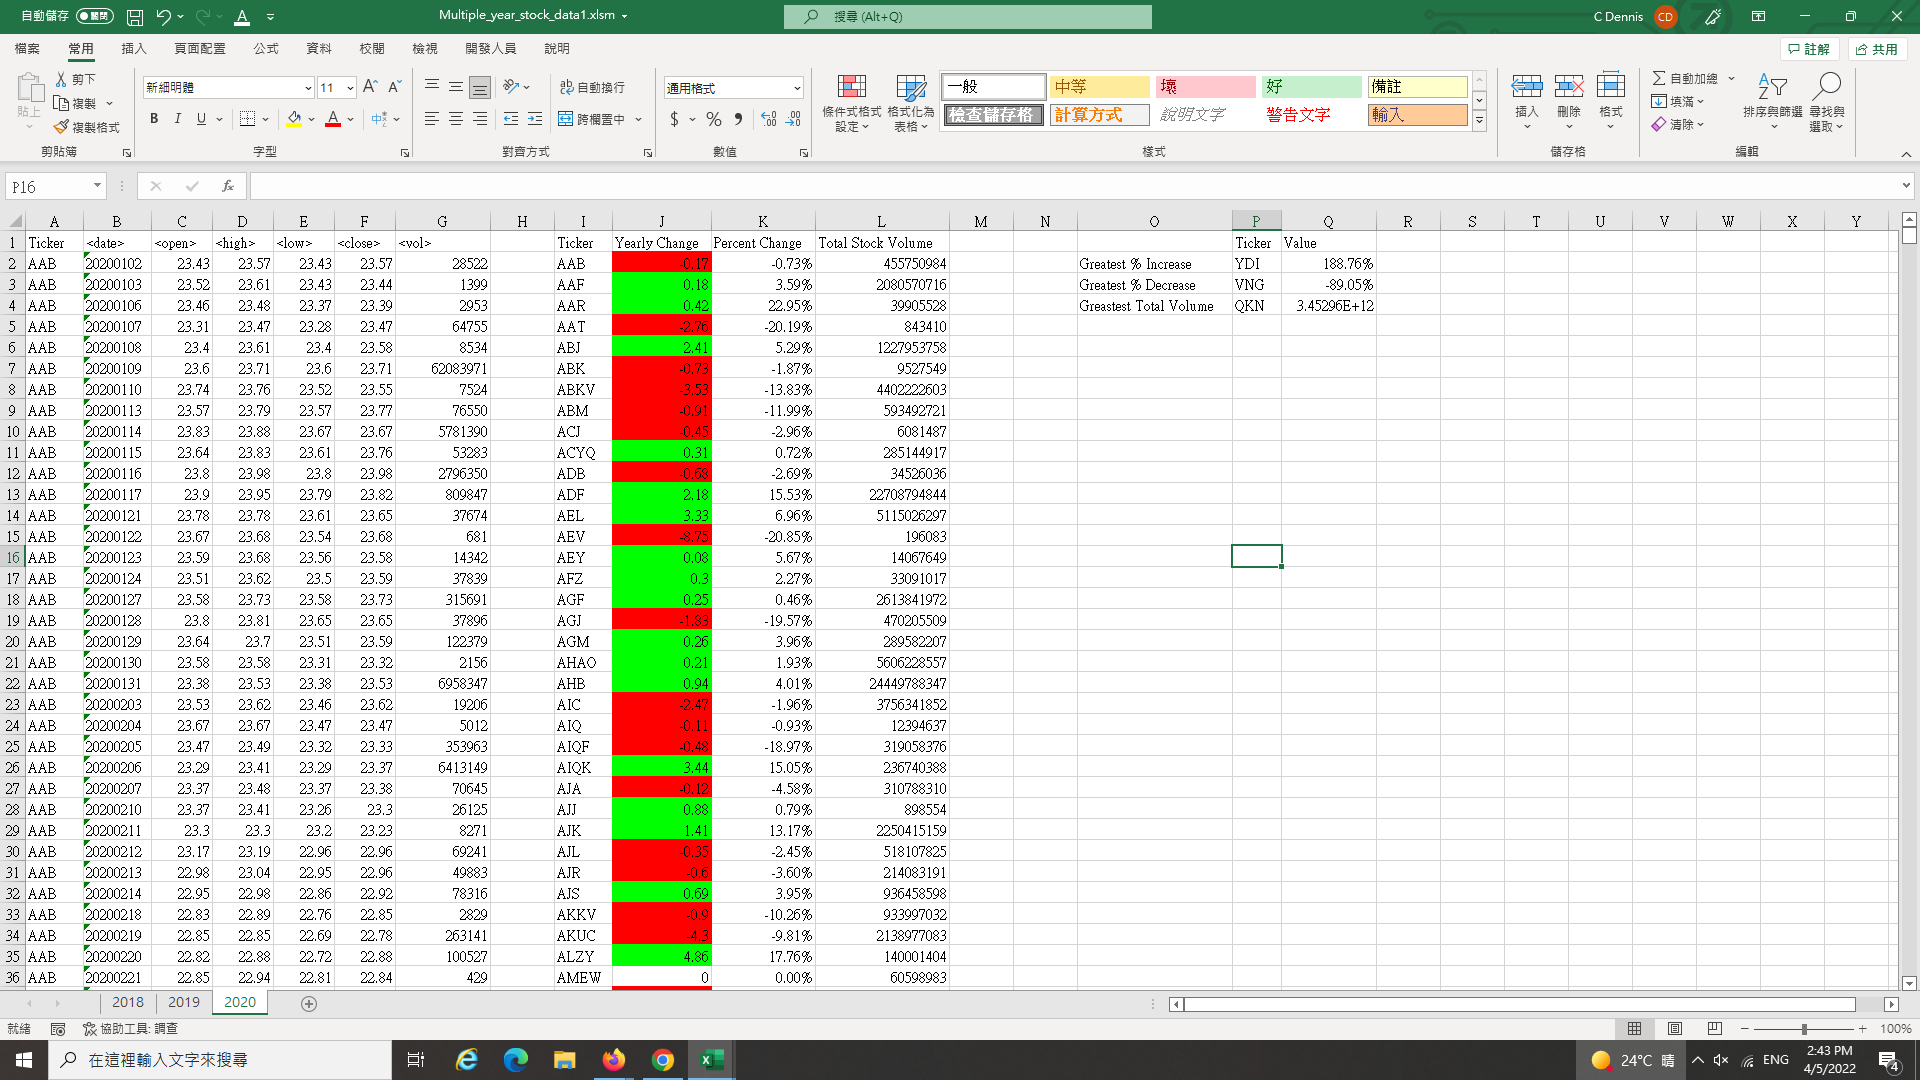 自動儲存 關閉 Multiple_year_stock_data1.xlsm 搜尋 (Alt+Q) C Dennis CD
檔案 常用 插入 頁面配置 公式 資料 校閱 檢視 開發人員 說明 註解 共用
貼上 剪下 複製 複製格式 剪貼簿
新細明體 11 B I U A 字型
自動換行 跨欄置中 對齊方式
通用格式 $ % 數值
條件式格式設定 格式化為表格 一般 中等 壞 好 備註
檢查儲存格 計算方式 說明文字 警告文字 輸入 樣式
插入 刪除 格式 儲存格
自動加總 填滿 清除 排序與篩選 尋找與選取 編輯
P16 fx
A B C D E F G H I J K L M N O P Q R S T U V W X Y
1 Ticker <date> <open> <high> <low> <close> <vol> Ticker Yearly Change Percent Change Total Stock Volume Ticker Value
2 AAB 20200102 23.43 23.57 23.43 23.57 28522 AAB -0.17 -0.73% 455750984 Greatest % Increase YDI 188.76%
3 AAB 20200103 23.52 23.61 23.43 23.44 1399 AAF 0.18 3.59% 2080570716 Greatest % Decrease VNG -89.05%
4 AAB 20200106 23.46 23.48 23.37 23.39 2953 AAR 0.42 22.95% 39905528 Greastest Total Volume QKN 3.45296E+12
5 AAB 20200107 23.31 23.47 23.28 23.47 64755 AAT -2.76 -20.19% 843410
6 AAB 20200108 23.4 23.61 23.4 23.58 8534 ABJ 2.41 5.29% 1227953758
7 AAB 20200109 23.6 23.71 23.6 23.71 62083971 ABK -0.73 -1.87% 9527549
8 AAB 20200110 23.74 23.76 23.52 23.55 7524 ABKV -3.53 -13.83% 4402222603
9 AAB 20200113 23.57 23.79 23.57 23.77 76550 ABM -0.91 -11.99% 593492721
10 AAB 20200114 23.83 23.88 23.67 23.67 5781390 ACJ -0.45 -2.96% 6081487
11 AAB 20200115 23.64 23.83 23.61 23.76 53283 ACYQ 0.31 0.72% 285144917
12 AAB 20200116 23.8 23.98 23.8 23.98 2796350 ADB -0.68 -2.69% 34526036
13 AAB 20200117 23.9 23.95 23.79 23.82 809847 ADF 2.18 15.53% 22708794844
14 AAB 20200121 23.78 23.78 23.61 23.65 37674 AEL 3.33 6.96% 5115026297
15 AAB 20200122 23.67 23.68 23.54 23.68 681 AEV -8.75 -20.85% 196083
16 AAB 20200123 23.59 23.68 23.56 23.58 14342 AEY 0.08 5.67% 14067649
17 AAB 20200124 23.51 23.62 23.5 23.59 37839 AFZ 0.3 2.27% 33091017
18 AAB 20200127 23.58 23.73 23.58 23.73 315691 AGF 0.25 0.46% 2613841972
19 AAB 20200128 23.8 23.81 23.65 23.65 37896 AGJ -1.83 -19.57% 470205509
20 AAB 20200129 23.64 23.7 23.51 23.59 122379 AGM 0.26 3.96% 289582207
21 AAB 20200130 23.58 23.58 23.31 23.32 2156 AHAO 0.21 1.93% 5606228557
22 AAB 20200131 23.38 23.53 23.38 23.53 6958347 AHB 0.94 4.01% 24449788347
23 AAB 20200203 23.53 23.62 23.46 23.62 19206 AIC -2.47 -1.96% 3756341852
24 AAB 20200204 23.67 23.67 23.47 23.47 5012 AIQ -0.11 -0.93% 12394637
25 AAB 20200205 23.47 23.49 23.32 23.33 353963 AIQF -0.48 -18.97% 319058376
26 AAB 20200206 23.29 23.41 23.29 23.37 6413149 AIQK 3.44 15.05% 236740388
27 AAB 20200207 23.37 23.48 23.37 23.38 70645 AJA -0.12 -4.58% 310788310
28 AAB 20200210 23.37 23.41 23.26 23.3 26125 AJJ 0.88 0.79% 898554
29 AAB 20200211 23.3 23.3 23.2 23.23 8271 AJK 1.41 13.17% 2250415159
30 AAB 20200212 23.17 23.19 22.96 22.96 69241 AJL -0.35 -2.45% 518107825
31 AAB 20200213 22.98 23.04 22.95 22.96 49883 AJR -0.6 -3.60% 214083191
32 AAB 20200214 22.95 22.98 22.86 22.92 78316 AJS 0.69 3.95% 936458598
33 AAB 20200218 22.83 22.89 22.76 22.85 2829 AKKV -0.9 -10.26% 933997032
34 AAB 20200219 22.85 22.85 22.69 22.78 263141 AKUC -4.3 -9.81% 2138977083
35 AAB 20200220 22.82 22.88 22.72 22.88 100527 ALZY 4.86 17.76% 140001404
36 AAB 20200221 22.85 22.94 22.81 22.84 429 AMEW 0 0.00% 60598983
2018 2019 2020
就緒 協助工具: 調查 100%
在這裡輸入文字來搜尋 24°C 晴 ENG 2:43 PM
4/5/2022 4